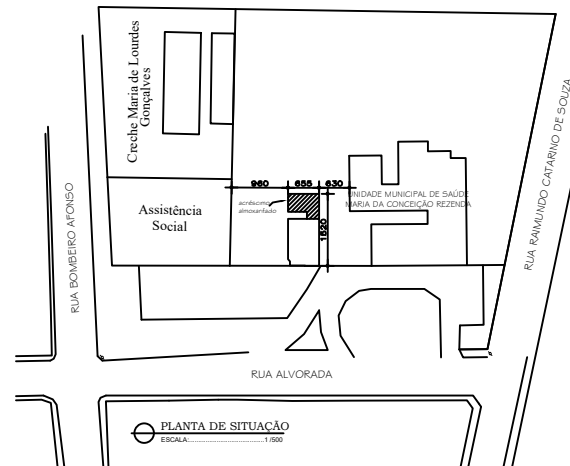 Creche Maria de Lourdes
Gonçalves
RUA RAIMUNDO CATARINO DE SOUZA
RUA BOMBEIRO AFONSO
960 655 630
acréscimo
almoxarifado
UNIDADE MUNICIPAL DE SAÚDE
MARIA DA CONCEIÇÃO REZENDA
Assistência
Social
1520
RUA ALVORADA
PLANTA DE SITUAÇÃO
ESCALA:.......................................1/500